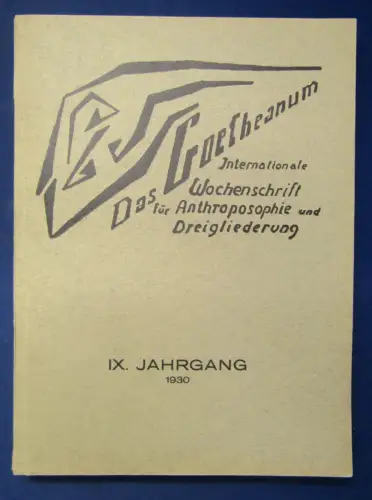 Das Goetheanum
Internationale
Wochenschrift
für Anthroposophie und
Dreigliederung
IX. JAHRGANG
1930